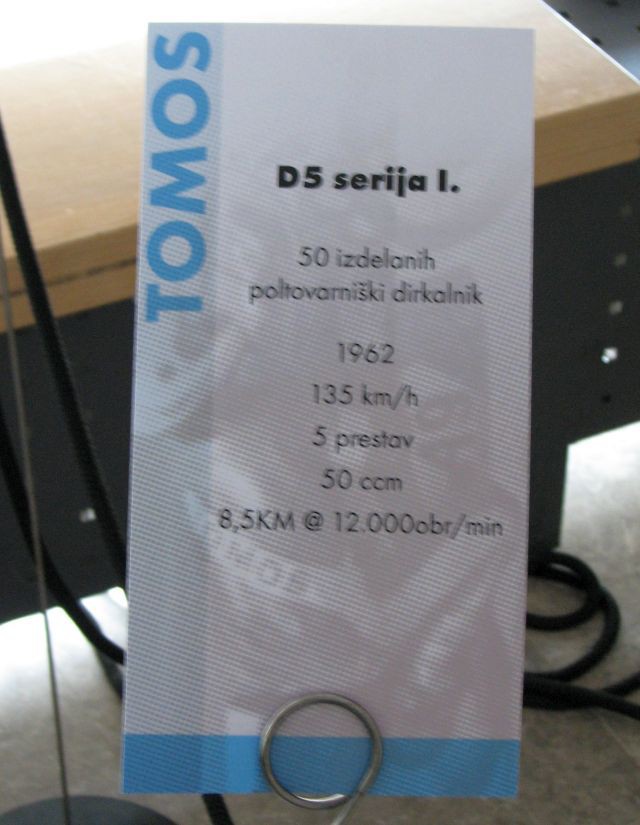 TOMOS
D5 serija I.
50 izdelanih
poltovarniški dirkalnik
1962
135 km/h
5 prestav
50 ccm
8,5KM @ 12.000obr/min